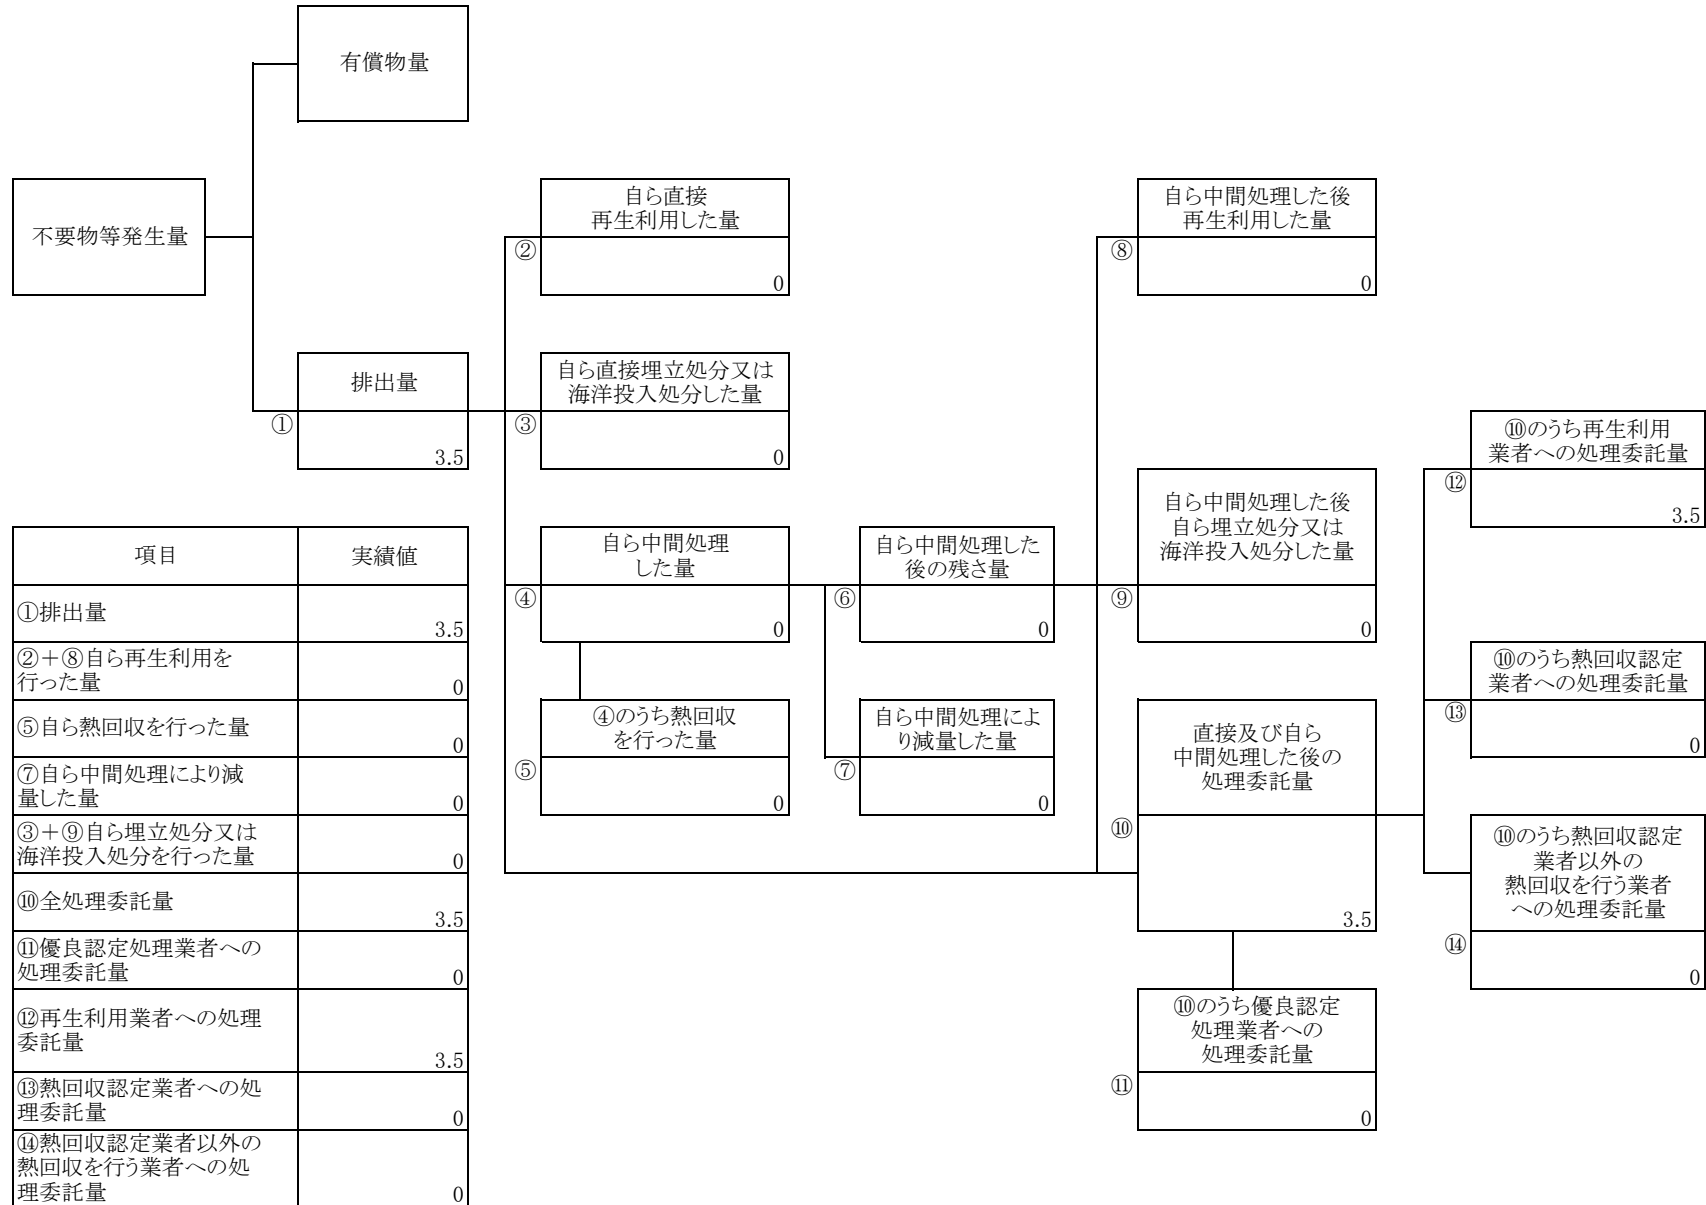 有償物量
不要物等発生量
自ら直接
再生利用した量
②
0
自ら中間処理した後
再生利用した量
⑧
0
排出量
①
3.5
自ら直接埋立処分又は
海洋投入処分した量
③
0
⑩のうち再生利用
業者への処理委託量
⑫
3.5
自ら中間処理
した量
④
0
自ら中間処理した
後の残さ量
⑥
0
自ら中間処理した後
自ら埋立処分又は
海洋投入処分した量
⑨
0
⑩のうち熱回収認定
業者への処理委託量
⑬
0
④のうち熱回収
を行った量
⑤
0
自ら中間処理によ
り減量した量
⑦
0
直接及び自ら
中間処理した後の
処理委託量
⑩
3.5
⑩のうち熱回収認定
業者以外の
熱回収を行う業者
への処理委託量
⑭
0
⑩のうち優良認定
処理業者への
処理委託量
⑪
0
項目 実績値
①排出量
3.5
②+⑧自ら再生利用を
行った量
0
⑤自ら熱回収を行った量
0
⑦自ら中間処理により減
量した量
0
③+⑨自ら埋立処分又は
海洋投入処分を行った量
0
⑩全処理委託量
3.5
⑪優良認定処理業者への
処理委託量
0
⑫再生利用業者への処理
委託量
3.5
⑬熱回収認定業者への処
理委託量
0
⑭熱回収認定業者以外の
熱回収を行う業者への処
理委託量
0